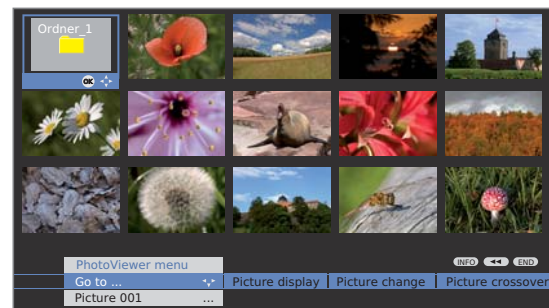 Ordner_1
OK
PhotoViewer menu
INFO ◄◄ END
Go to ... Picture display Picture change Picture crossover
Picture 001 ...